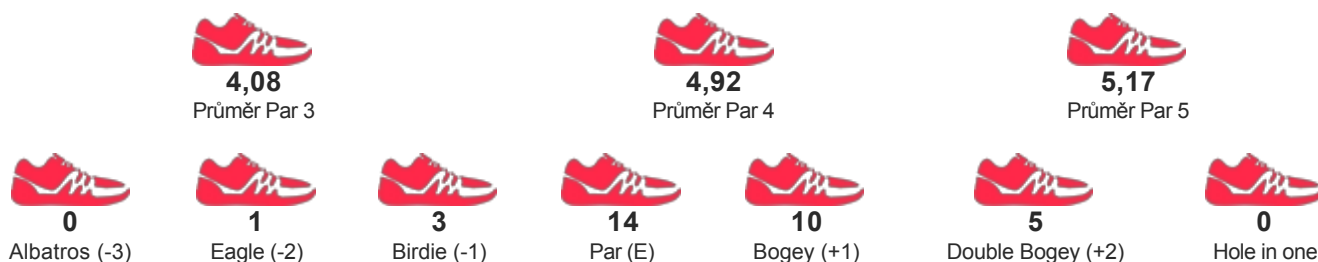 4,08 4,92 5,17
Průměr Par 3 Průměr Par 4 Průměr Par 5
0 1 3 14 10 5 0
Albatros (-3) Eagle (-2) Birdie (-1) Par (E) Bogey (+1) Double Bogey (+2) Hole in one